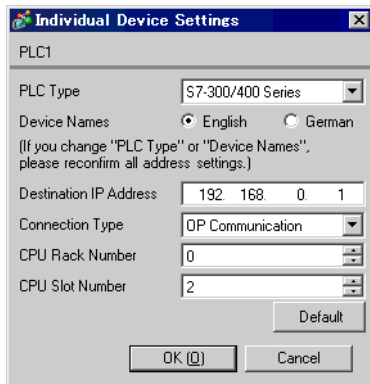 Individual Device Settings
PLC1
PLC Type S7-300/400 Series
Device Names English German
(If you change "PLC Type" or "Device Names",
please reconfirm all address settings.)
Destination IP Address 192. 168. 0. 1
Connection Type OP Communication
CPU Rack Number 0
CPU Slot Number 2
Default
OK (O) Cancel